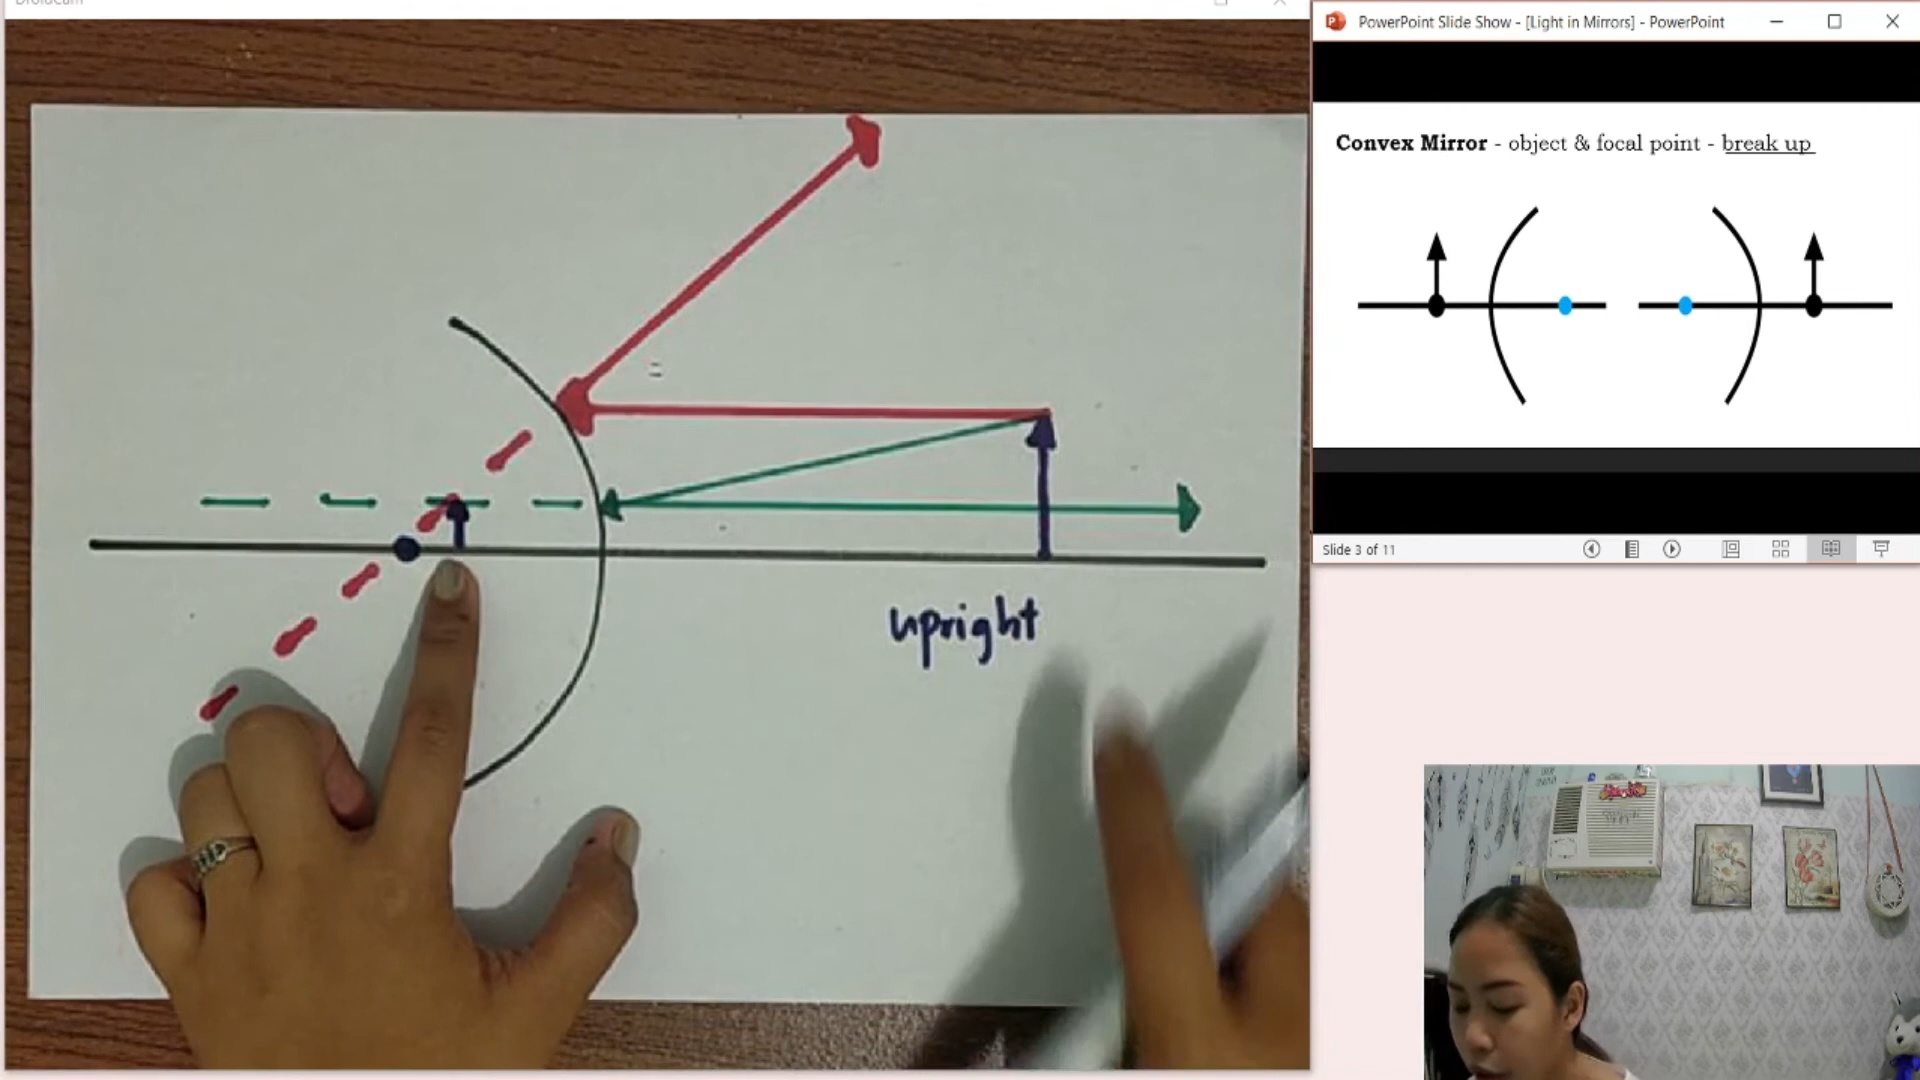 DroidCam
PowerPoint Slide Show - [Light in Mirrors] - PowerPoint
Convex Mirror - object & focal point - break up
Slide 3 of 11
upright